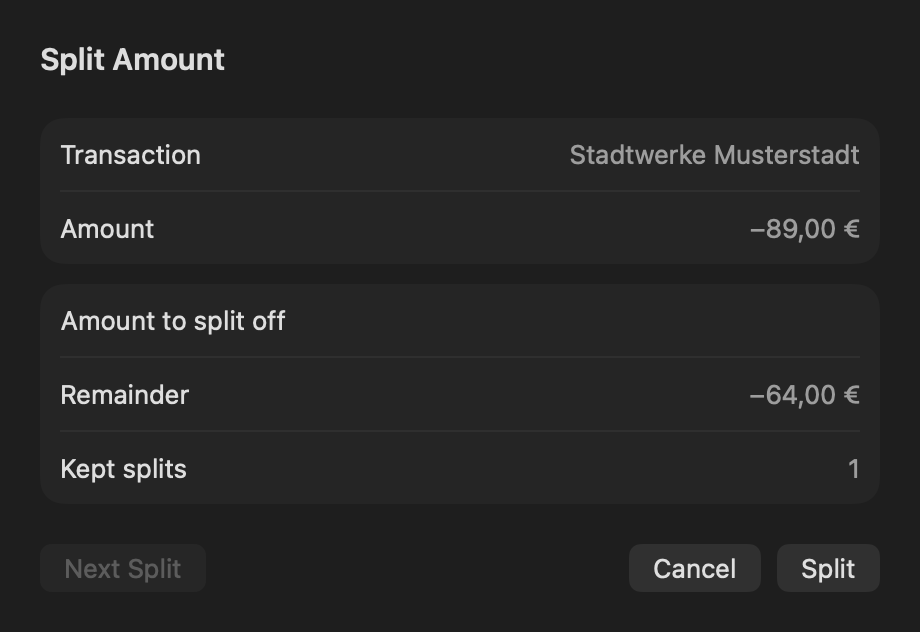 Split Amount
Transaction Stadtwerke Musterstadt
Amount –89,00 €
Amount to split off
Remainder –64,00 €
Kept splits 1
Next Split Cancel Split